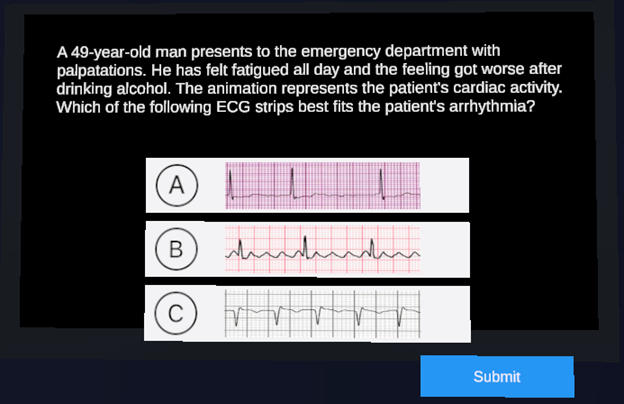 A 49-year-old man presents to the emergency department with
palpatations. He has felt fatigued all day and the feeling got worse after
drinking alcohol. The animation represents the patient's cardiac activity.
Which of the following ECG strips best fits the patient's arrhythmia?
A
B
C
Submit